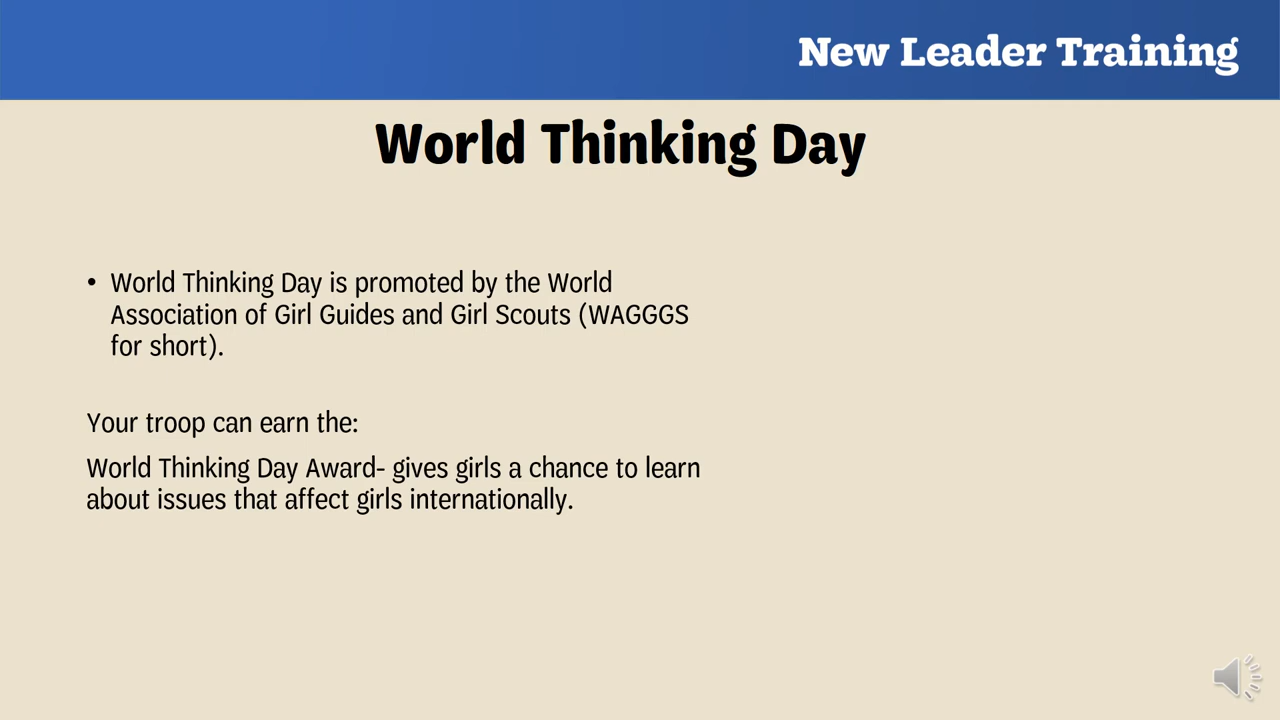 New Leader Training
World Thinking Day
• World Thinking Day is promoted by the World
Association of Girl Guides and Girl Scouts (WAGGGS
for short).
Your troop can earn the:
World Thinking Day Award- gives girls a chance to learn
about issues that affect girls internationally.